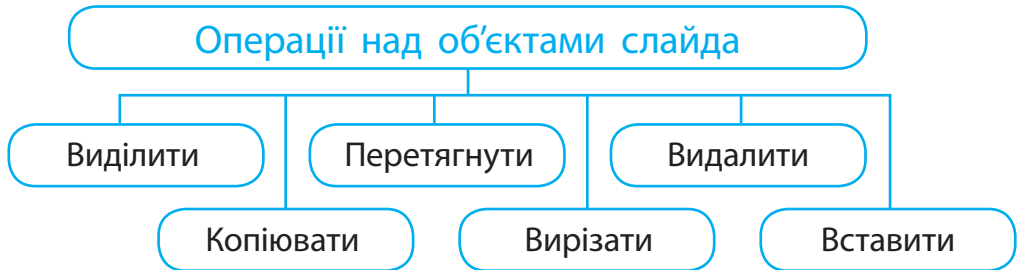 Операції над об’єктами слайда
Виділити
Перетягнути
Видалити
Копіювати
Вирізати
Вставити